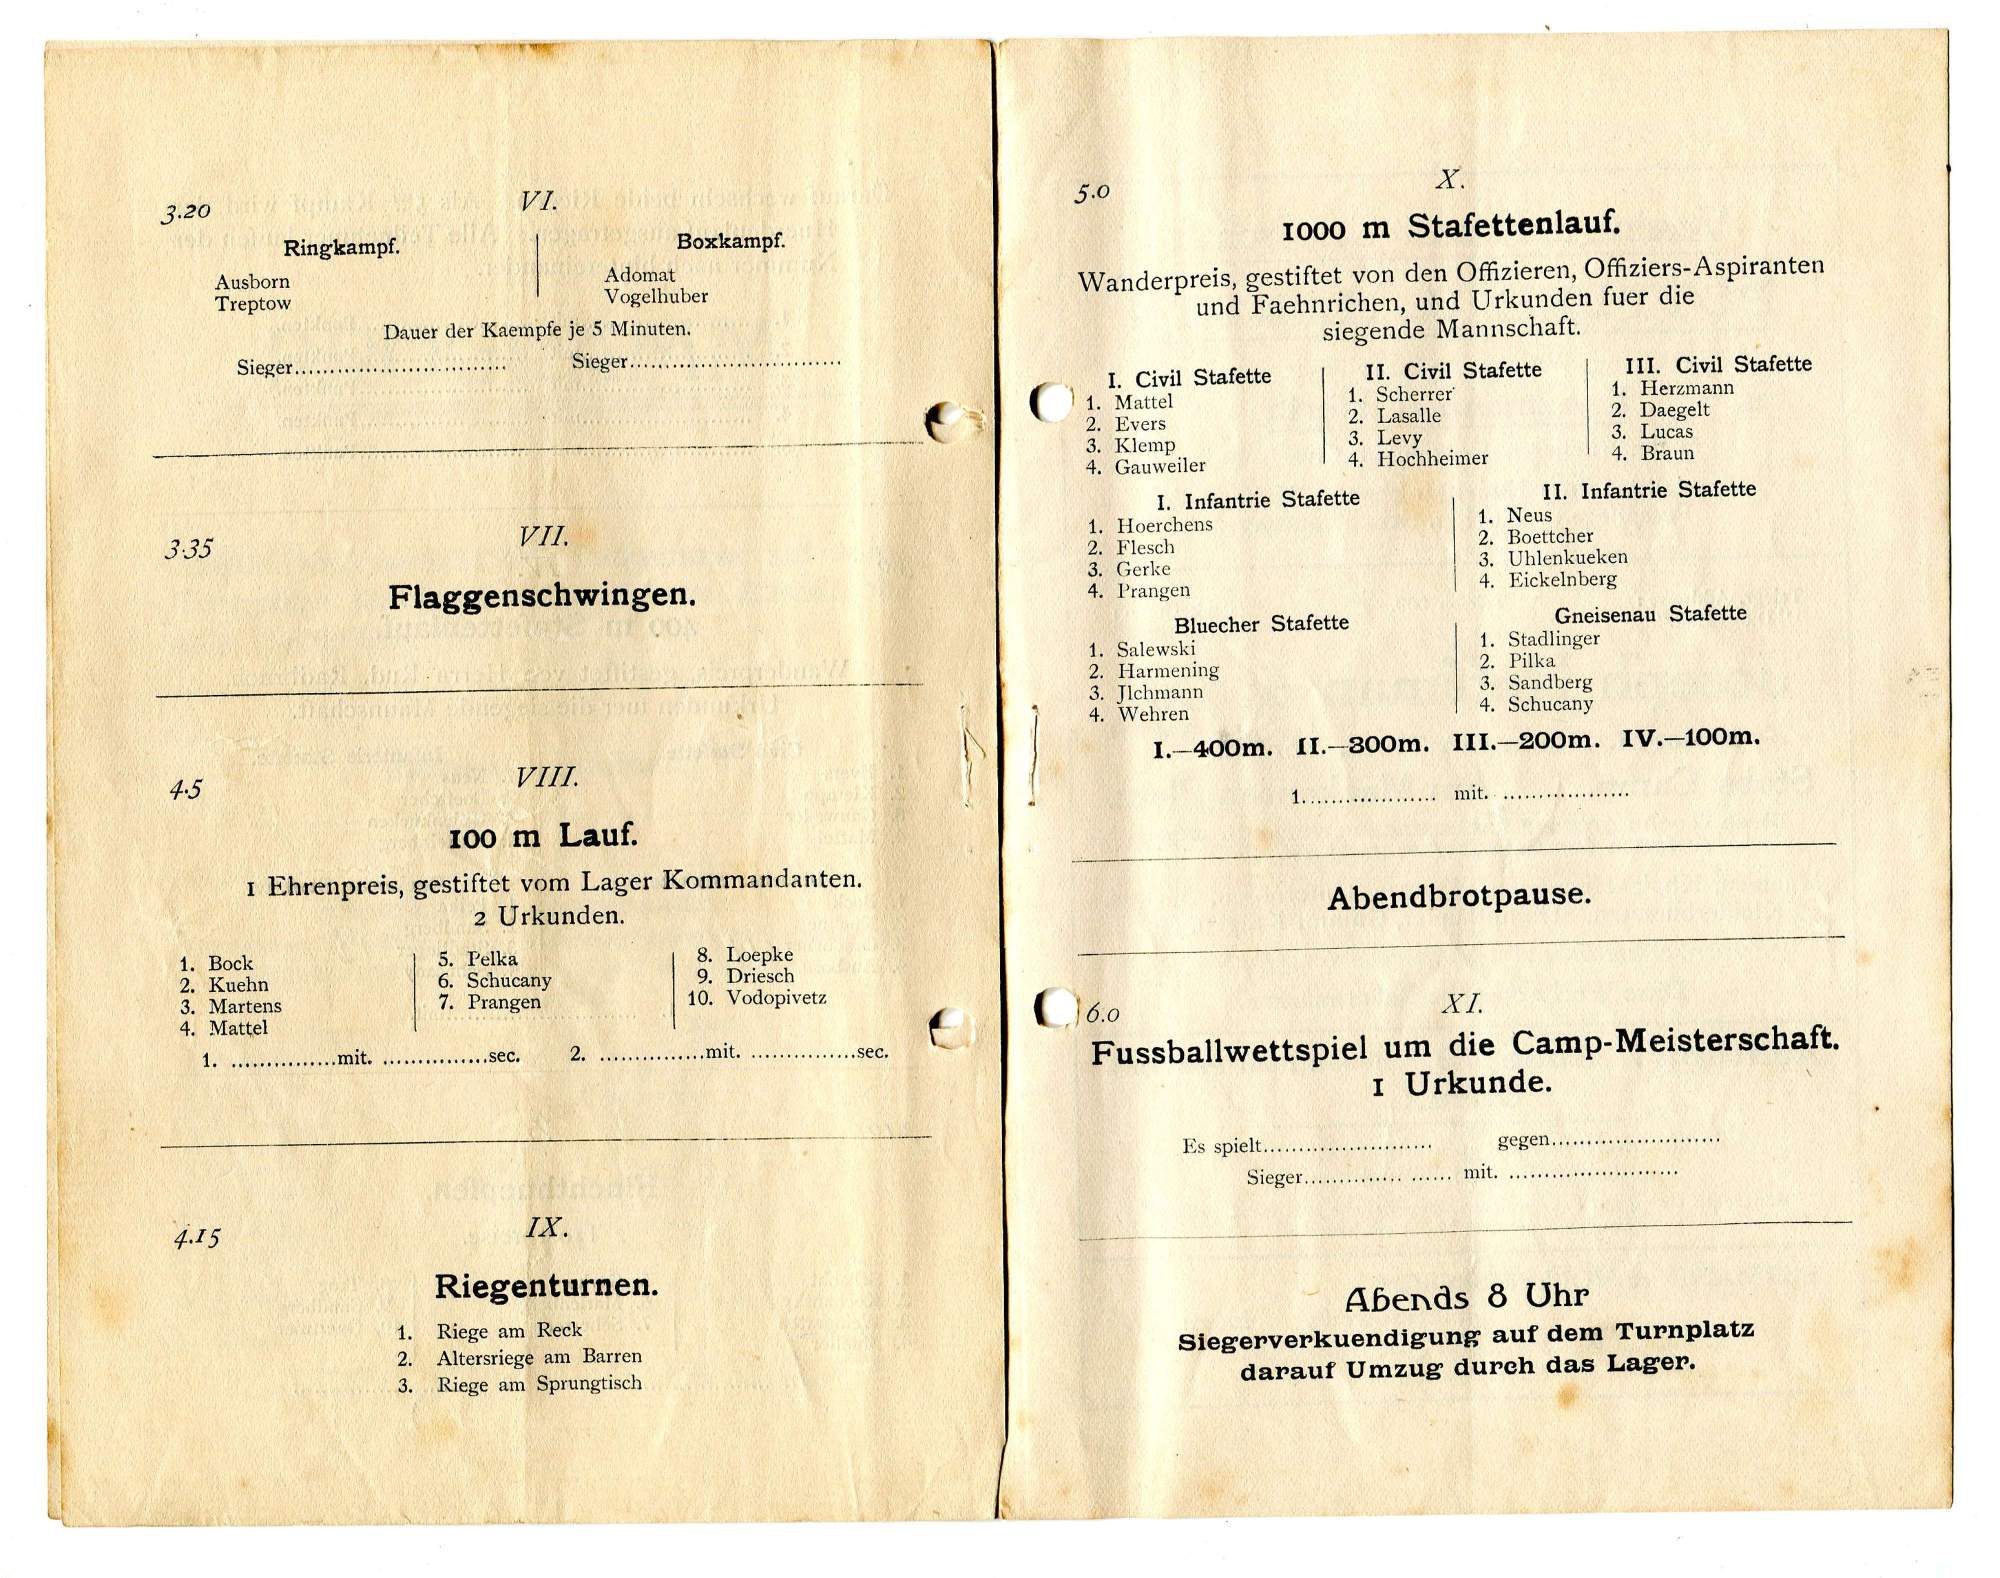 3.20
VI.
Ringkampf.
Ausborn
Treptow
Boxkampf.
Adomat
Vogelhuber
Dauer der Kaempfe je 5 Minuten.
Sieger.............................. Sieger..............................
3.35
VII.
Flaggenschwingen.
4.5
VIII.
100 m Lauf.
1 Ehrenpreis, gestiftet vom Lager Kommandanten.
2 Urkunden.
1. Bock
2. Kuehn
3. Martens
4. Mattel
5. Pelka
6. Schucany
7. Prangen
8. Loepke
9. Driesch
10. Vodopivetz
1. ...............mit. ...............sec. 2. ...............mit. ...............sec.
4.15
IX.
Riegenturnen.
1. Riege am Reck
2. Altersriege am Barren
3. Riege am Sprungtisch
5.0
X.
1000 m Stafettenlauf.
Wanderpreis, gestiftet von den Offizieren, Offiziers-Aspiranten
und Faehnrichen, und Urkunden fuer die
siegende Mannschaft.
I. Civil Stafette
1. Mattel
2. Evers
3. Klemp
4. Gauweiler
II. Civil Stafette
1. Scherrer
2. Lasalle
3. Levy
4. Hochheimer
III. Civil Stafette
1. Herzmann
2. Daegelt
3. Lucas
4. Braun
I. Infantrie Stafette
1. Hoerchens
2. Flesch
3. Gerke
4. Prangen
II. Infantrie Stafette
1. Neus
2. Boettcher
3. Uhlenkueken
4. Eickelnberg
Bluecher Stafette
1. Salewski
2. Harmening
3. Jlchmann
4. Wehren
Gneisenau Stafette
1. Stadlinger
2. Pilka
3. Sandberg
4. Schucany
I.—400m. II.—300m. III.—200m. IV.—100m.
1................... mit. ..................
Abendbrotpause.
6.0
XI.
Fussballwettspiel um die Camp-Meisterschaft.
1 Urkunde.
Es spielt........................ gegen........................
Sieger.............. ...... mit. ........................
Abends 8 Uhr
Siegerverkuendigung auf dem Turnplatz
darauf Umzug durch das Lager.